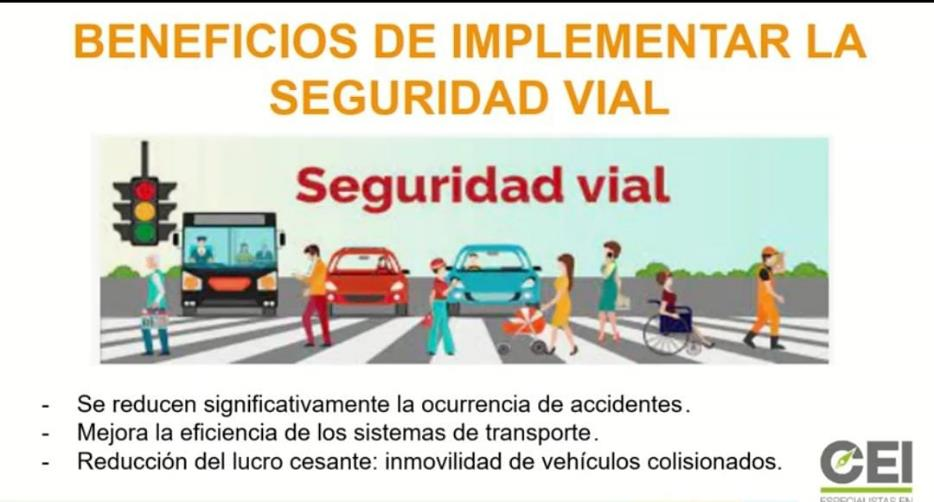 BENEFICIOS DE IMPLEMENTAR LA
SEGURIDAD VIAL
Seguridad vial
- Se reducen significativamente la ocurrencia de accidentes.
- Mejora la eficiencia de los sistemas de transporte.
- Reducción del lucro cesante: inmovilidad de vehículos colisionados.
CEI
ESPECIALISTAS EN